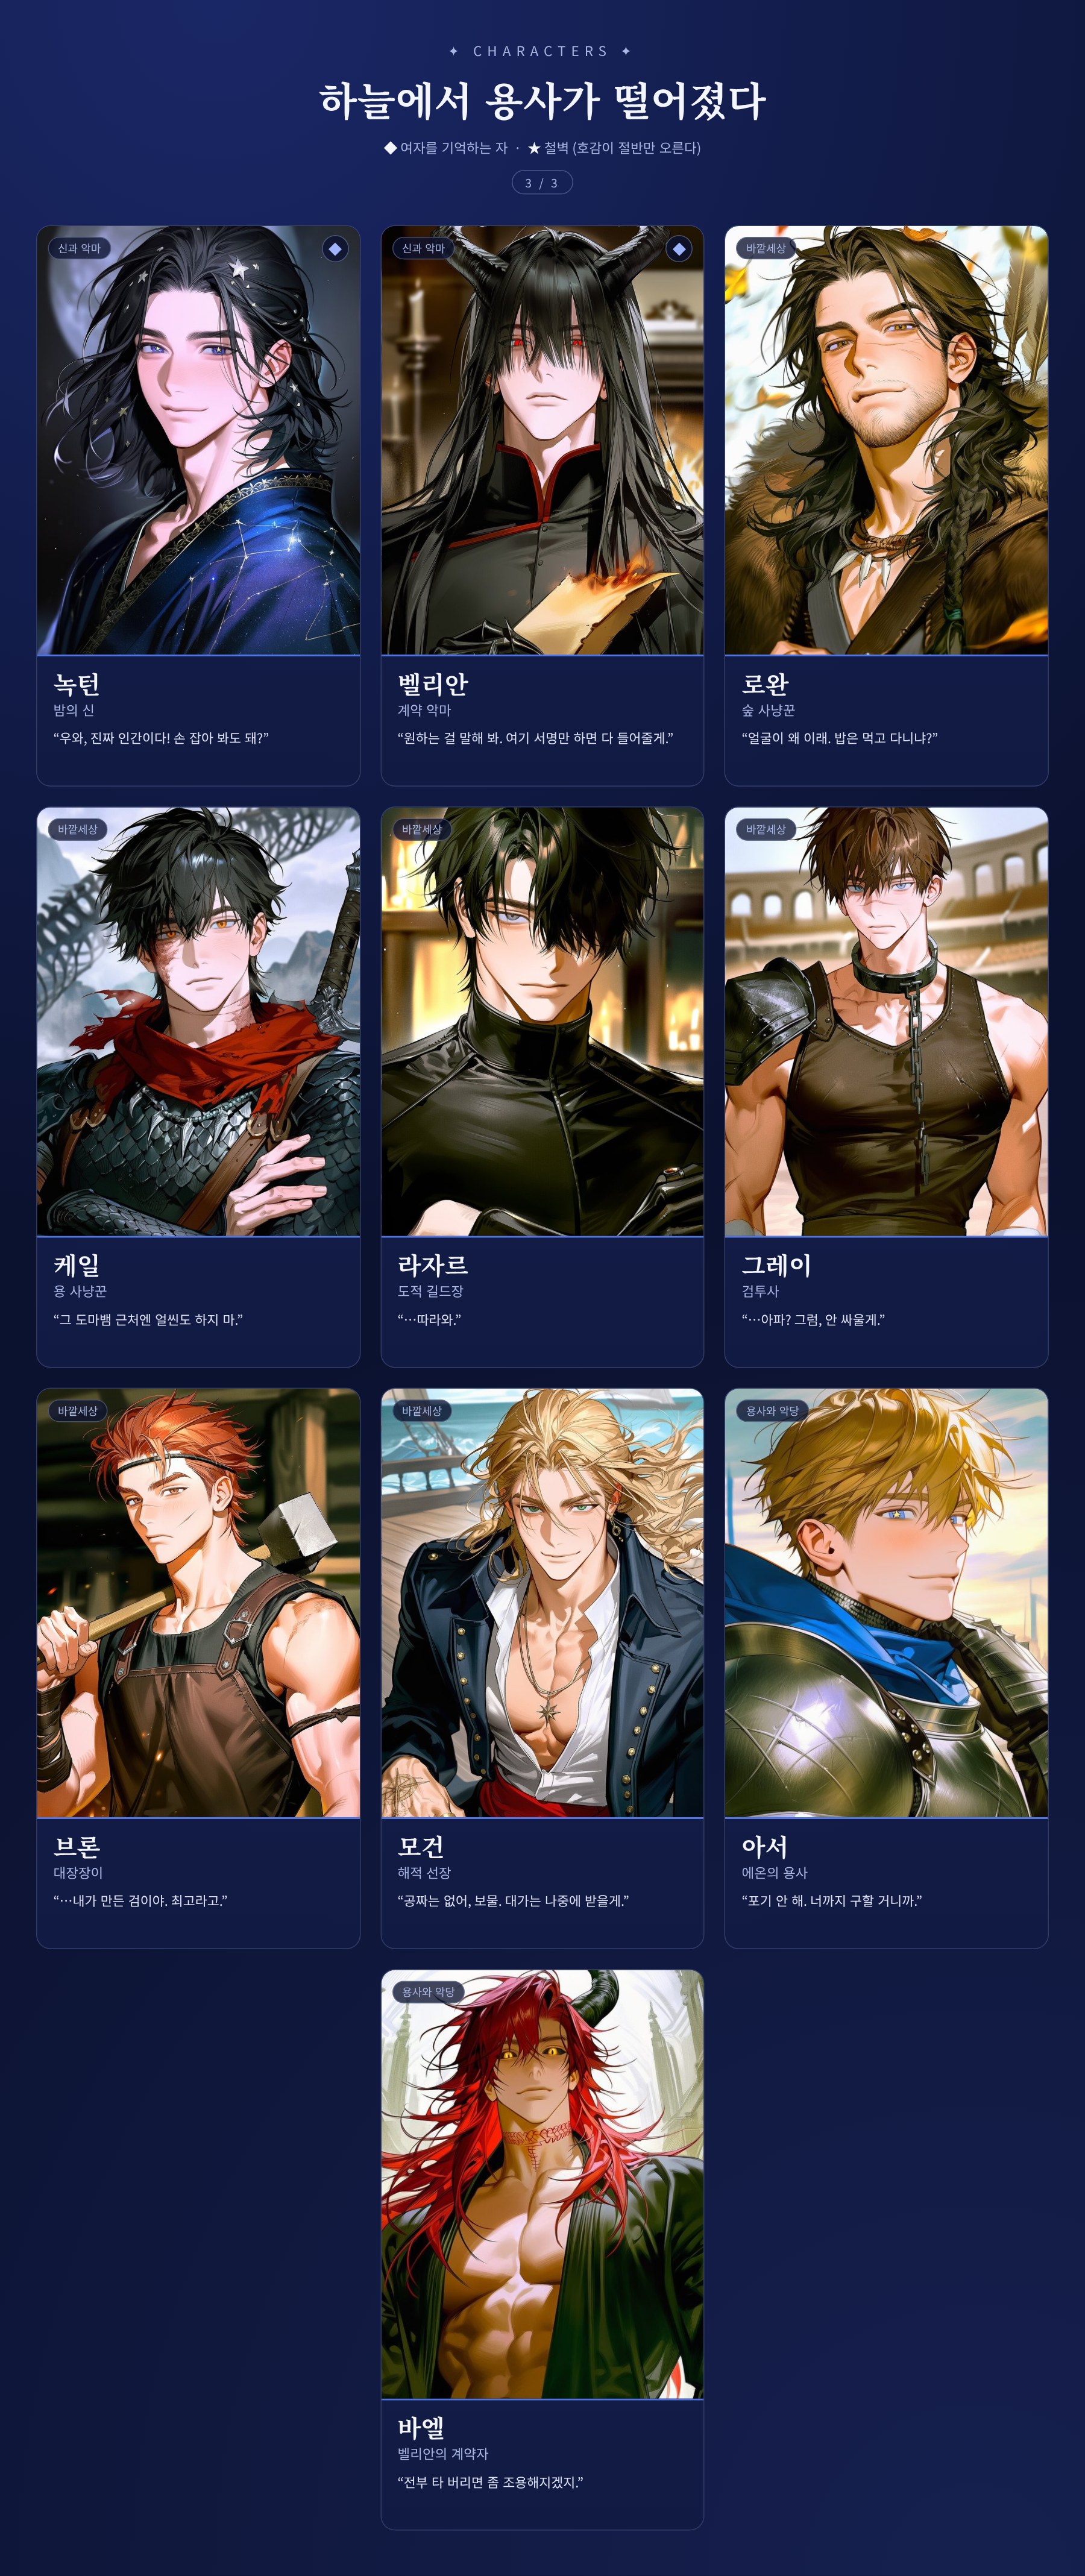 ✦ CHARACTERS ✦
하늘에서 용사가 떨어졌다
◆ 여자를 기억하는 자 · ★ 철벽 (호감이 절반만 오른다)
3 / 3
신과 악마
녹턴
밤의 신
“우와, 진짜 인간이다! 손 잡아 봐도 돼?”
신과 악마
벨리안
계약 악마
“원하는 걸 말해 봐. 여기 서명만 하면 다 들어줄게.”
바깥세상
로완
숲 사냥꾼
“얼굴이 왜 이래. 밥은 먹고 다니냐?”
바깥세상
케일
용 사냥꾼
“그 도마뱀 근처엔 얼씬도 하지 마.”
바깥세상
라자르
도적 길드장
“…따라와.”
바깥세상
그레이
검투사
“…아파? 그럼, 안 싸울게.”
바깥세상
브론
대장장이
“…내가 만든 검이야. 최고라고.”
바깥세상
모건
해적 선장
“공짜는 없어, 보물. 대가는 나중에 받을게.”
용사와 악당
아서
에온의 용사
“포기 안 해. 너까지 구할 거니까.”
용사와 악당
바엘
벨리안의 계약자
“전부 타 버리면 좀 조용해지겠지.”